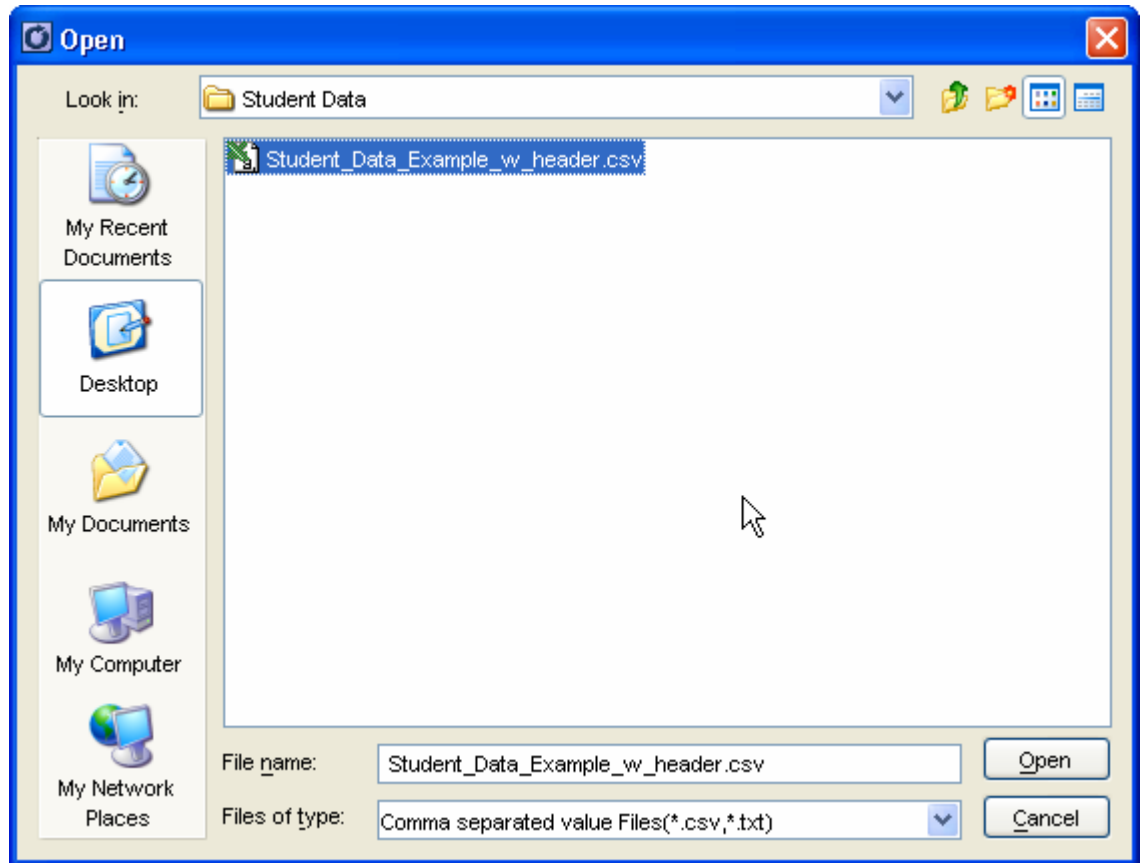 Open
Look in:
Student Data
Student_Data_Example_w_header.csv
My Recent
Documents
Desktop
My Documents
My Computer
My Network
Places
File name:
Student_Data_Example_w_header.csv
Open
Files of type:
Comma separated value Files(*.csv,*.txt)
Cancel